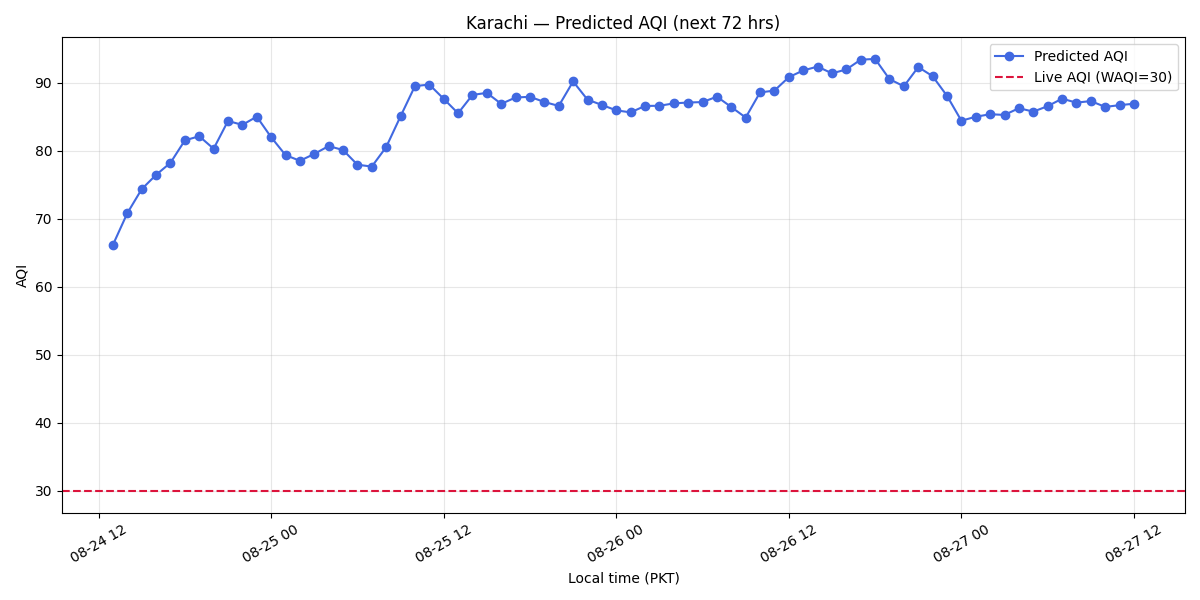 Karachi — Predicted AQI (next 72 hrs)
Predicted AQI
Live AQI (WAQI=30)
AQI
90
80
70
60
50
40
30
08-24 12
08-25 00
08-25 12
08-26 00
08-26 12
08-27 00
08-27 12
Local time (PKT)